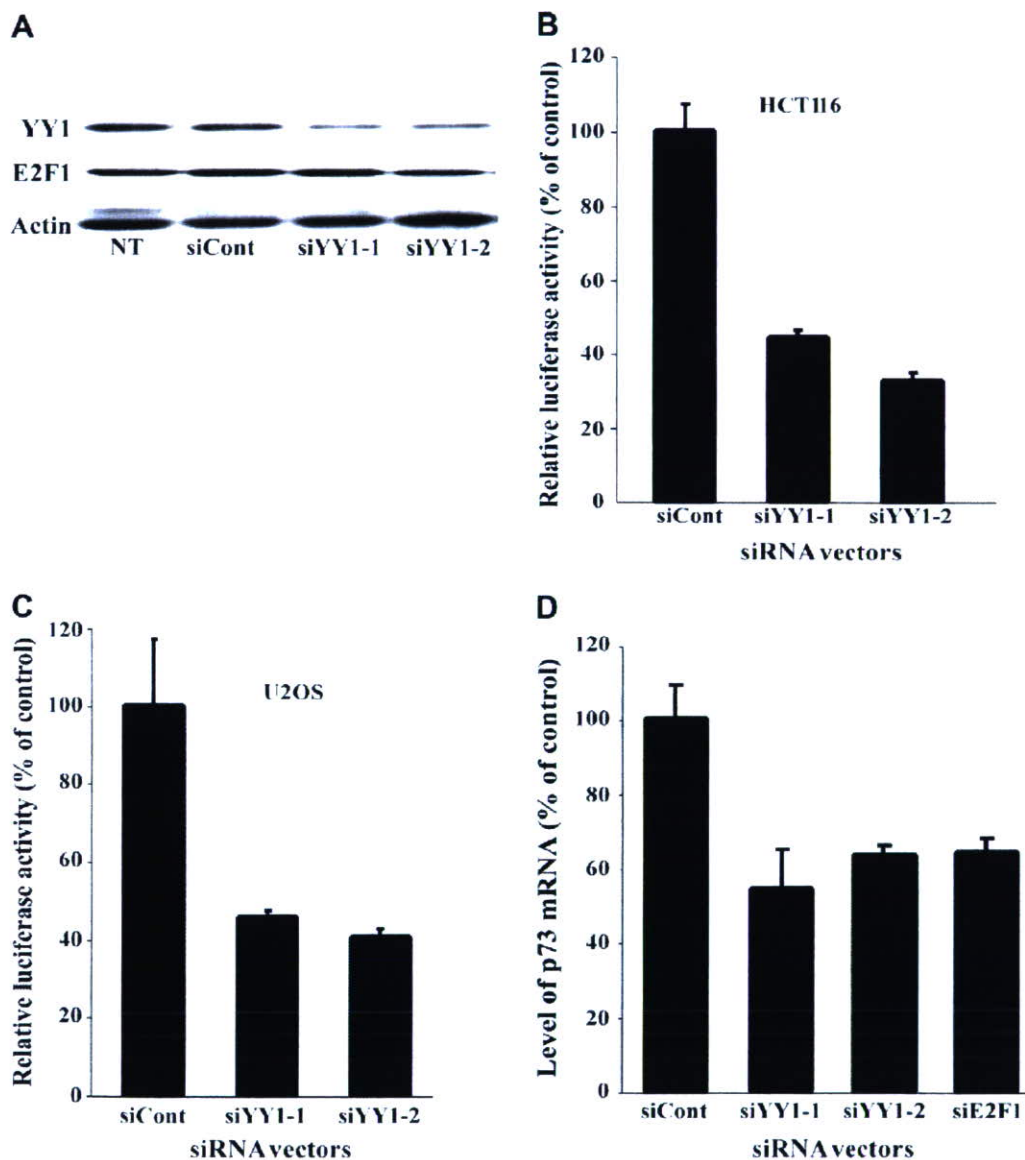 A
YY1
E2F1
Actin
NT siCont siYY1-1 siYY1-2
B
Relative luciferase activity (% of control)
120
100
80
60
40
20
0
HCT116
siCont siYY1-1 siYY1-2
siRNA vectors
C
Relative luciferase activity (% of control)
120
100
80
60
40
20
0
U2OS
siCont siYY1-1 siYY1-2
siRNA vectors
D
Level of p73 mRNA (% of control)
120
100
80
60
40
20
0
siCont siYY1-1 siYY1-2 siE2F1
siRNA vectors